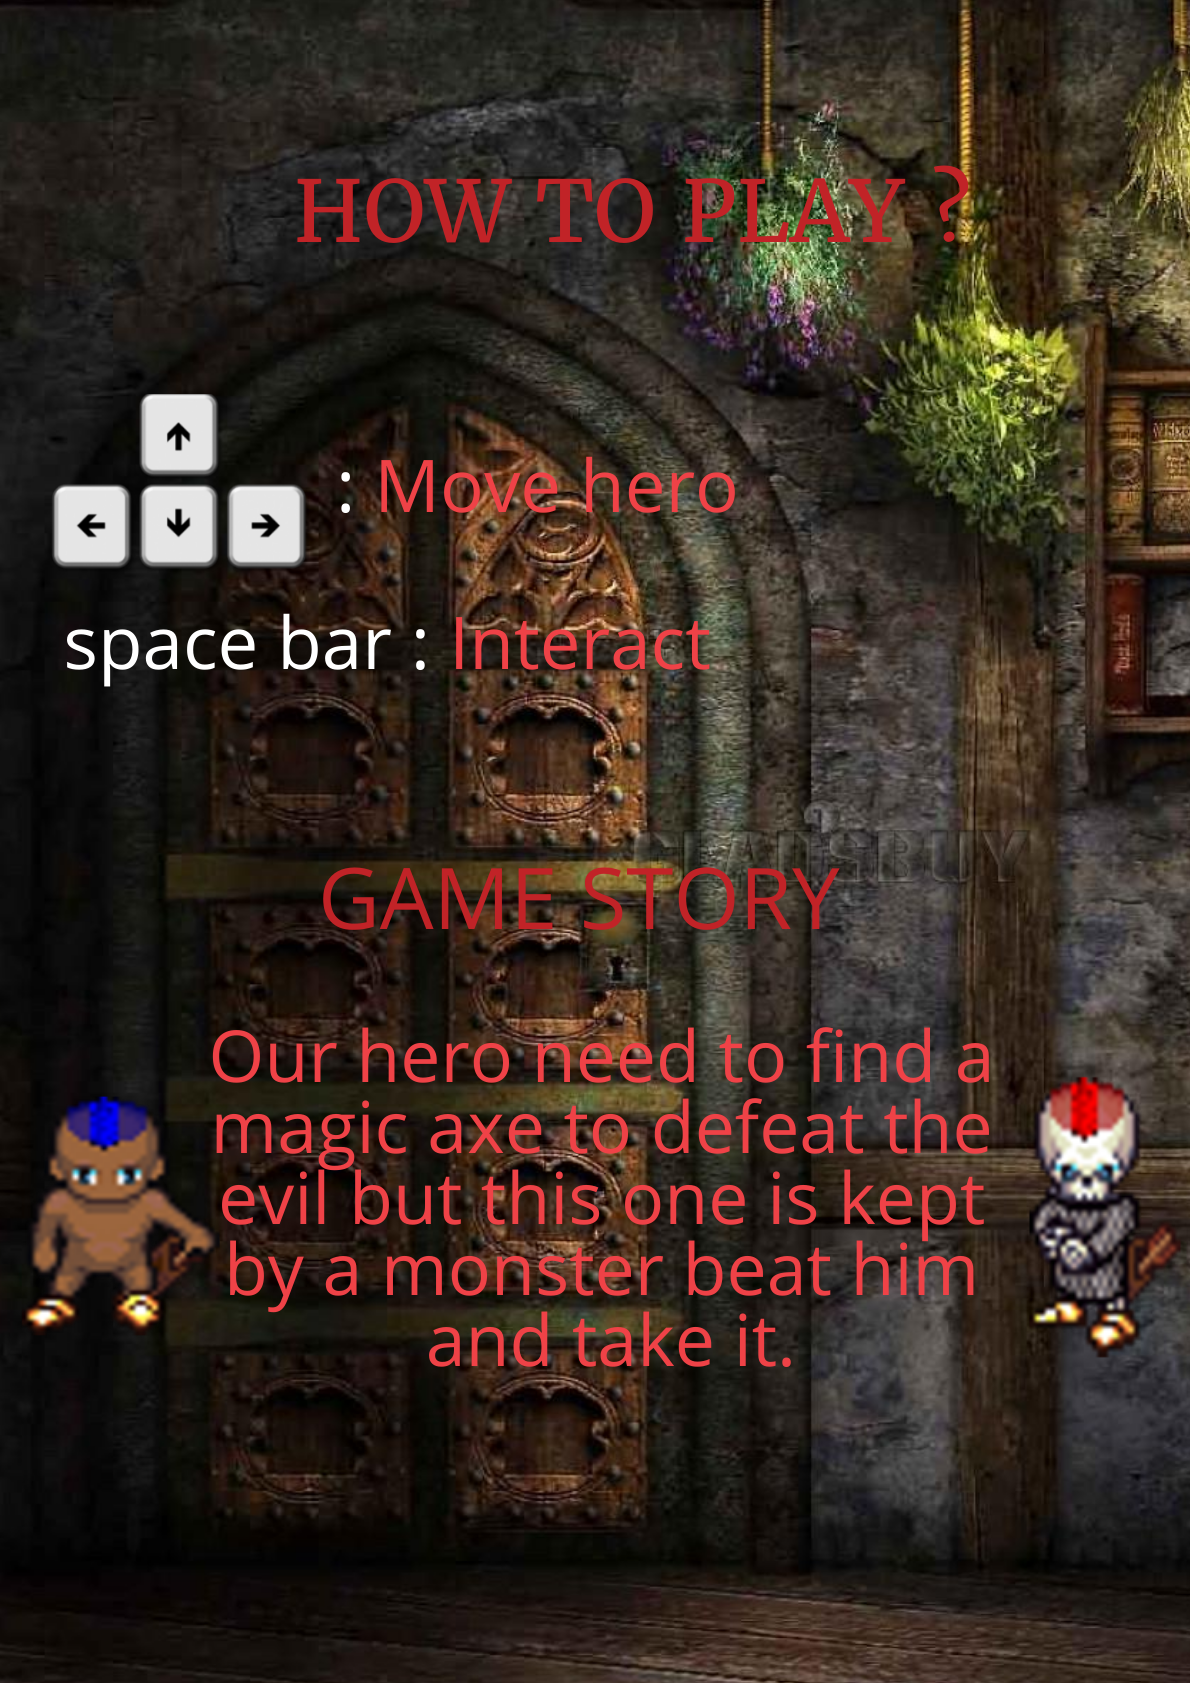 HOW TO PLAY ?
: Move hero
space bar : Interact
GAME STORY
Our hero need to find a
magic axe to defeat the
evil but this one is kept
by a monster beat him
and take it.